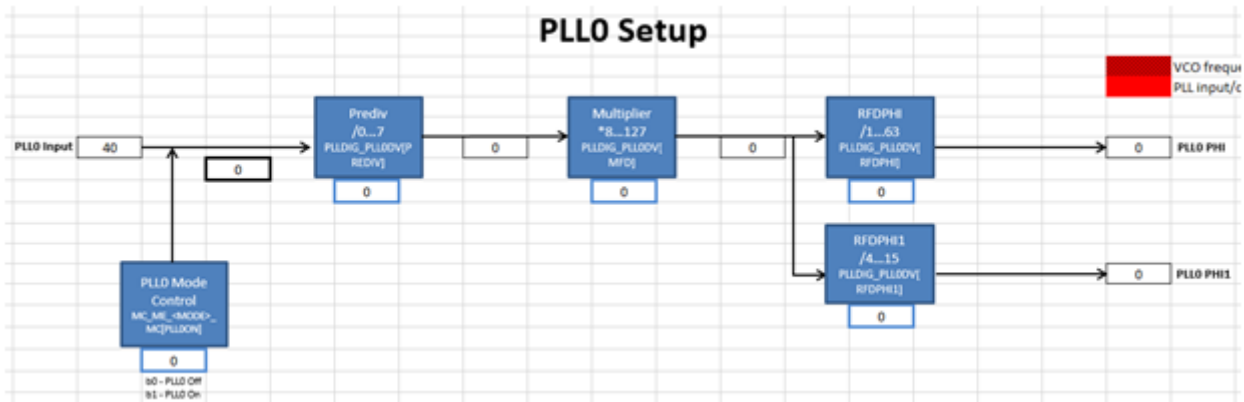 PLL0 Setup
VCO frequ
PLL input/c
Prediv
/0...7
PLLDIG_PLL0DV[P
REDIV]
0
Multiplier
*8...127
PLLDIG_PLL0DV[
MFD]
0
RFDPHI
/1...63
PLLDIG_PLL0DV[
RFDPHI]
0
PLL0 Input
40
0
0
0
0
PLL0 PHI
RFDPHI1
/4...15
PLLDIG_PLL0DV[
RFDPHI1]
0
0
PLL0 PHI1
PLL0 Mode
Control
MC_ME_<MODE>_
MC[PLL0ON]
0
b0 - PLL0 Off
b1 - PLL0 On